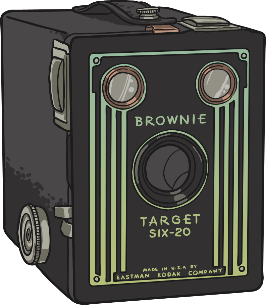 BROWNIE
TARGET
SIX-20
MADE IN U.S.A BY
EASTMAN KODAK COMPANY